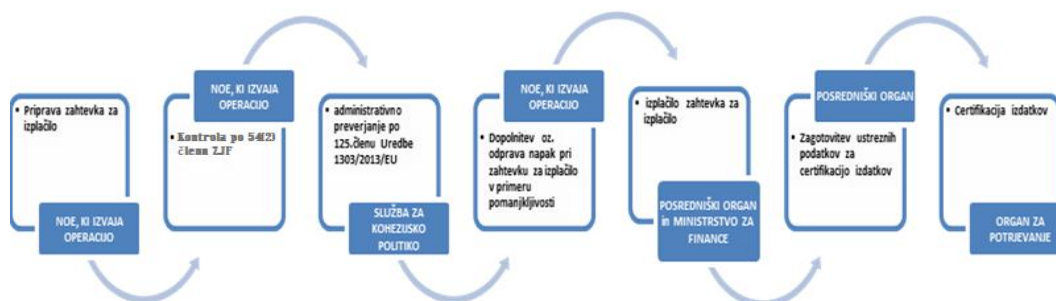 • Priprava zahtevka za
izplačilo
NOE, KI IZVAJA
OPERACIJO
NOE, KI IZVAJA
OPERACIJO
• Kontrola po 54(2)
členu ZJF
• administrativno
preverjanje po
125.členu Uredbe
1303/2013/EU
SLUŽBA ZA
KOHEZIJSKO
POLITIKO
NOE, KI IZVAJA
OPERACIJO
• Dopolnitev oz.
odprava napak pri
zahtevku za izplačilo
v primeru
pomanjkljivosti
• izplačilo zahtevka za
izplačilo
POSREDNIŠKI ORGAN
in MINISTRSTVO ZA
FINANCE
POSREDNIŠKI ORGAN
• Zagotovitev ustreznih
podatkov za
certifikacijo izdatkov
• Certifikacija izdatkov
ORGAN ZA
POTRJEVANJE